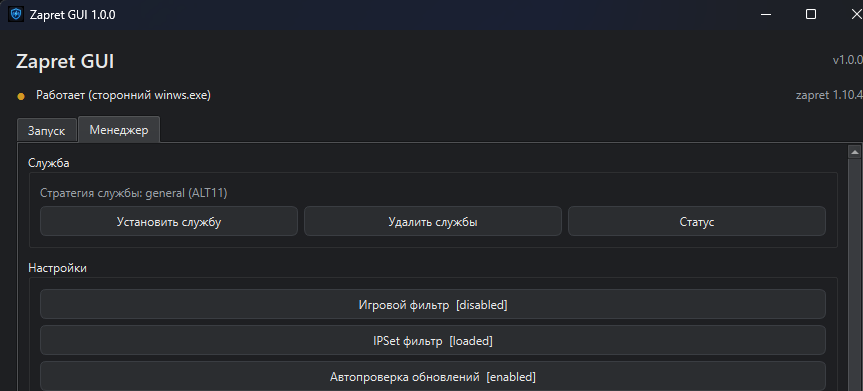 Zapret GUI 1.0.0
Zapret GUI
v1.0.0
Работает (сторонний winws.exe)
zapret 1.10.4
Запуск
Менеджер
Служба
Стратегия службы: general (ALT11)
Установить службу
Удалить службы
Статус
Настройки
Игровой фильтр [disabled]
IPSet фильтр [loaded]
Автопроверка обновлений [enabled]